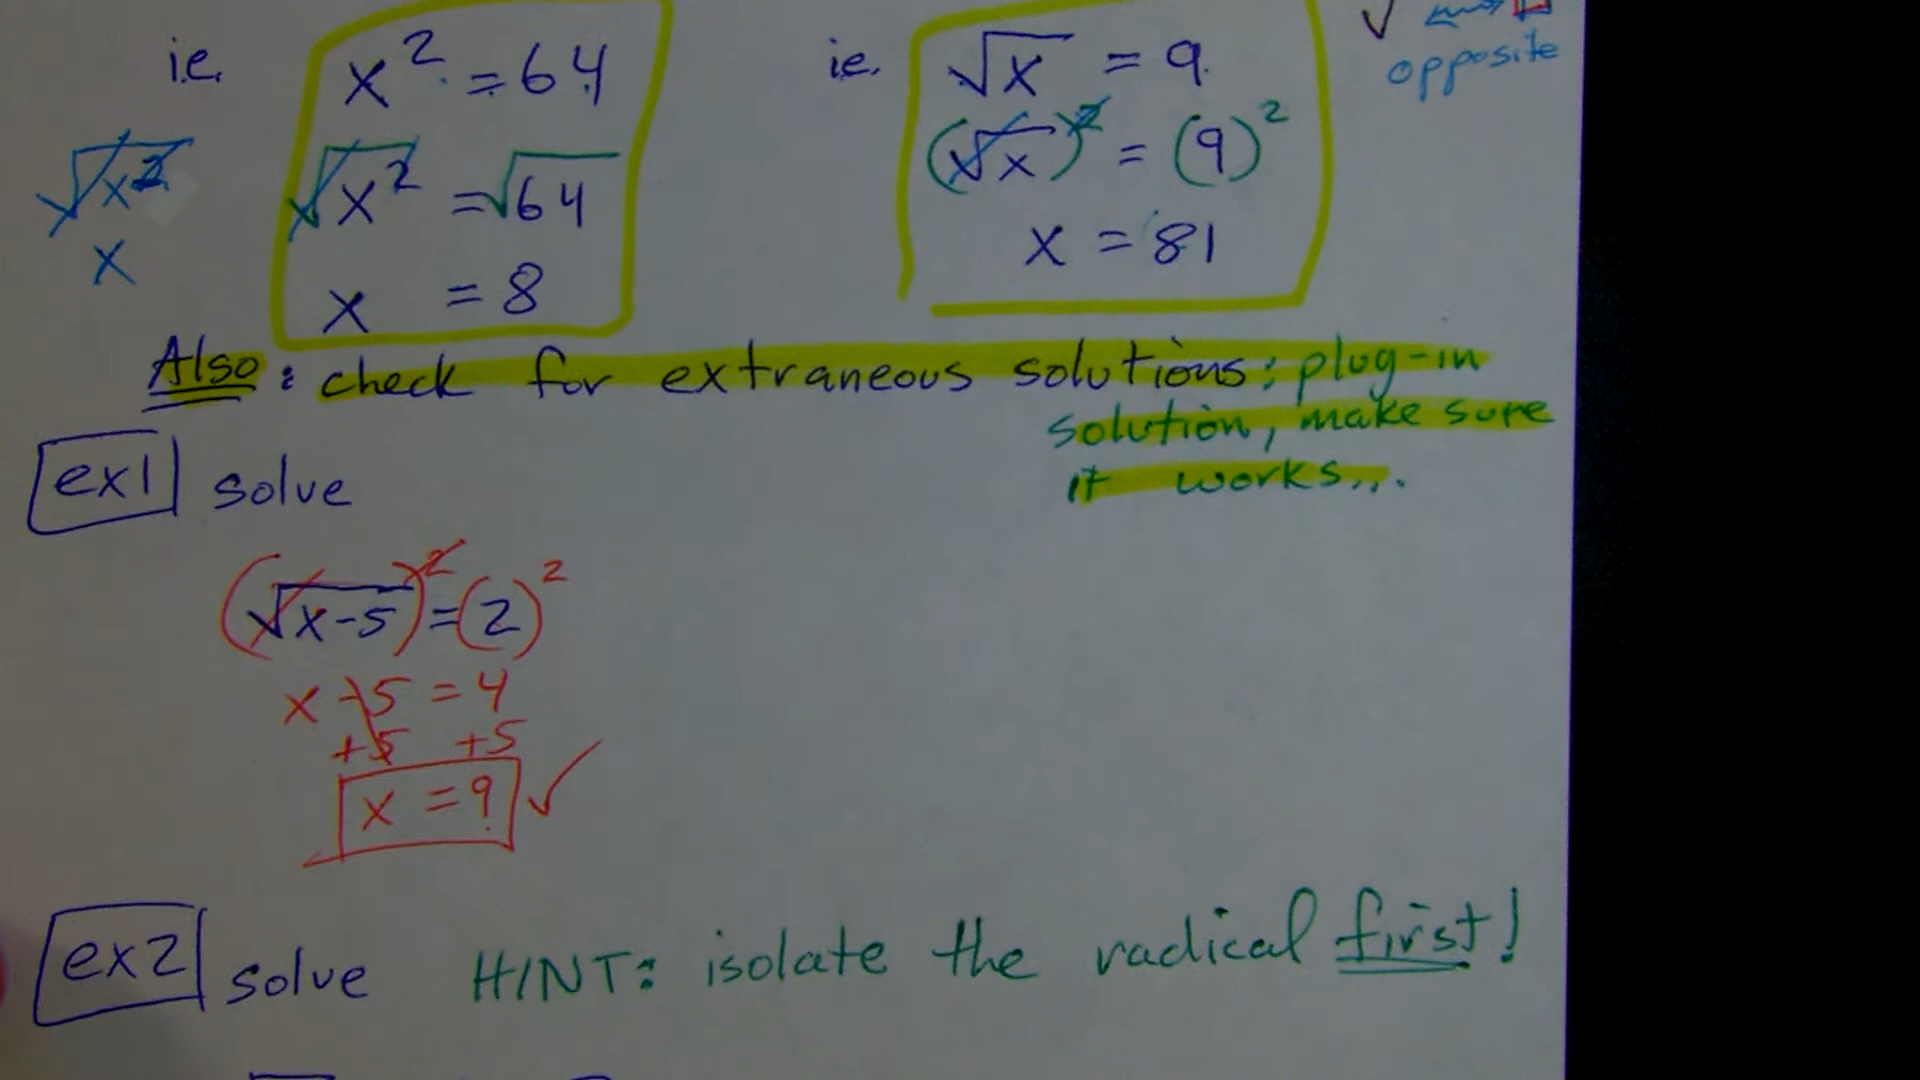 i.e. x² = 64
√x² = √64
x = 8
√x²
x
i.e. √x = 9
(√x)² = (9)²
x = 81
√
opposite
Also: check for extraneous solutions: plug-in
solution, make sure
it works...
ex1 solve
(√x-5)² = (2)²
x - 5 = 4
+5 +5
x = 9 ✓
ex2 solve HINT: isolate the radical first!